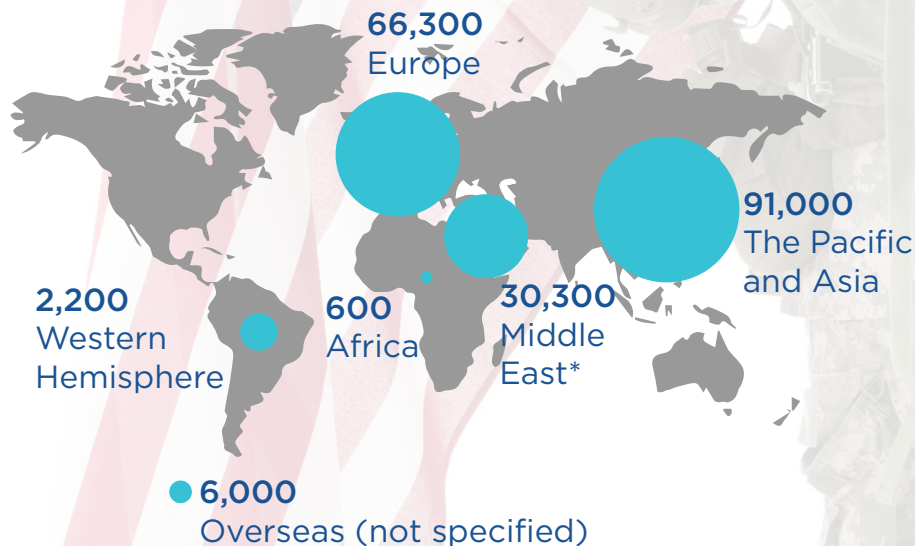 66,300
Europe
91,000
The Pacific
and Asia
2,200
Western
Hemisphere
600
Africa
30,300
Middle
East*
6,000
Overseas (not specified)